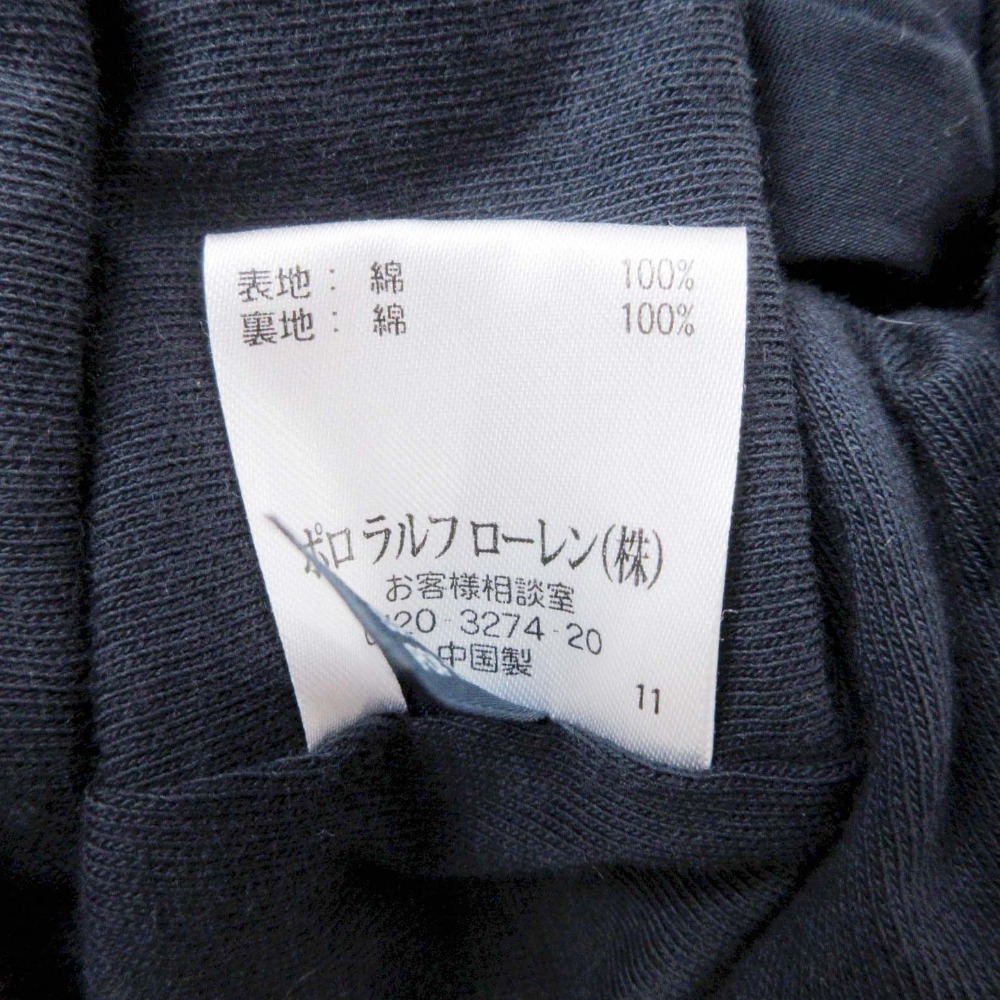 表地： 綿 100%
裏地： 綿 100%
ポロ ラルフ ローレン(株)
お客様相談室
0120-3274-20
中国製
11